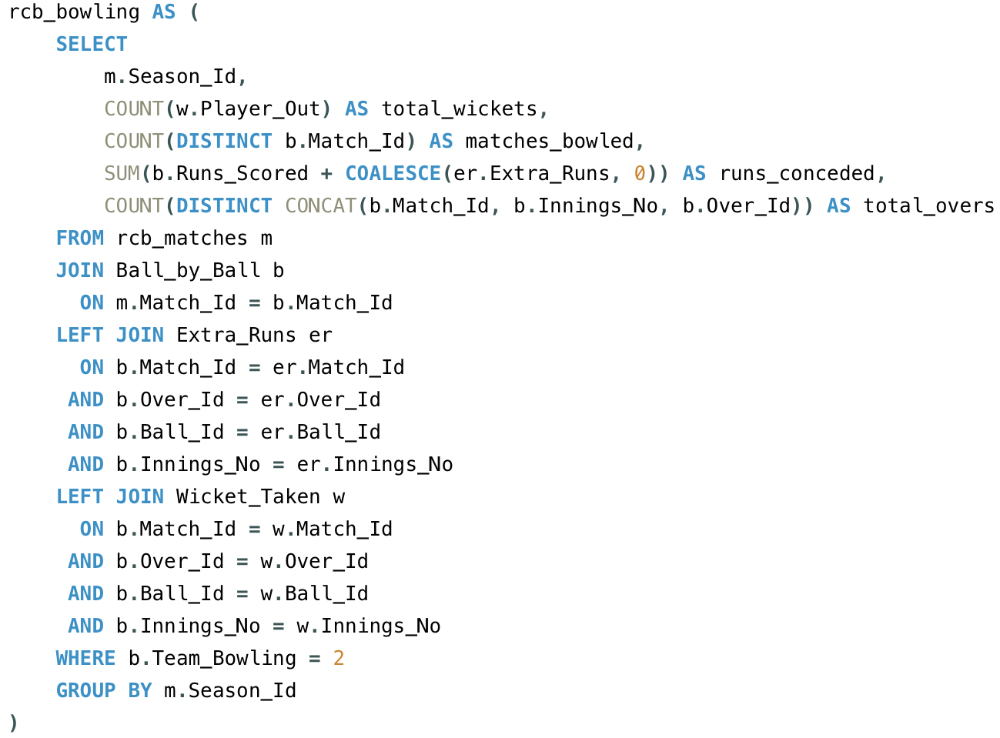 rcb_bowling AS (
    SELECT
        m.Season_Id,
        COUNT(w.Player_Out) AS total_wickets,
        COUNT(DISTINCT b.Match_Id) AS matches_bowled,
        SUM(b.Runs_Scored + COALESCE(er.Extra_Runs, 0)) AS runs_conceded,
        COUNT(DISTINCT CONCAT(b.Match_Id, b.Innings_No, b.Over_Id)) AS total_overs
    FROM rcb_matches m
    JOIN Ball_by_Ball b
      ON m.Match_Id = b.Match_Id
    LEFT JOIN Extra_Runs er
      ON b.Match_Id = er.Match_Id
     AND b.Over_Id = er.Over_Id
     AND b.Ball_Id = er.Ball_Id
     AND b.Innings_No = er.Innings_No
    LEFT JOIN Wicket_Taken w
      ON b.Match_Id = w.Match_Id
     AND b.Over_Id = w.Over_Id
     AND b.Ball_Id = w.Ball_Id
     AND b.Innings_No = w.Innings_No
    WHERE b.Team_Bowling = 2
    GROUP BY m.Season_Id
)